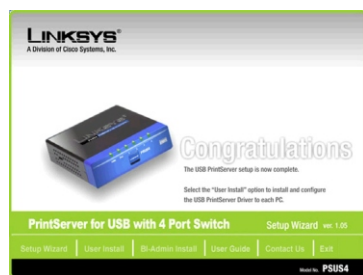 LINKSYS®
A Division of Cisco Systems, Inc.
Congratulations
The USB PrintServer setup is now complete.
Select the "User Install" option to install and configure
the USB PrintServer Driver to each PC.
PrintServer for USB with 4 Port Switch
Setup Wizard ver. 1.05
Setup Wizard User Install Bi-Admin Install User Guide Contact Us Exit
Model No. PSUS4